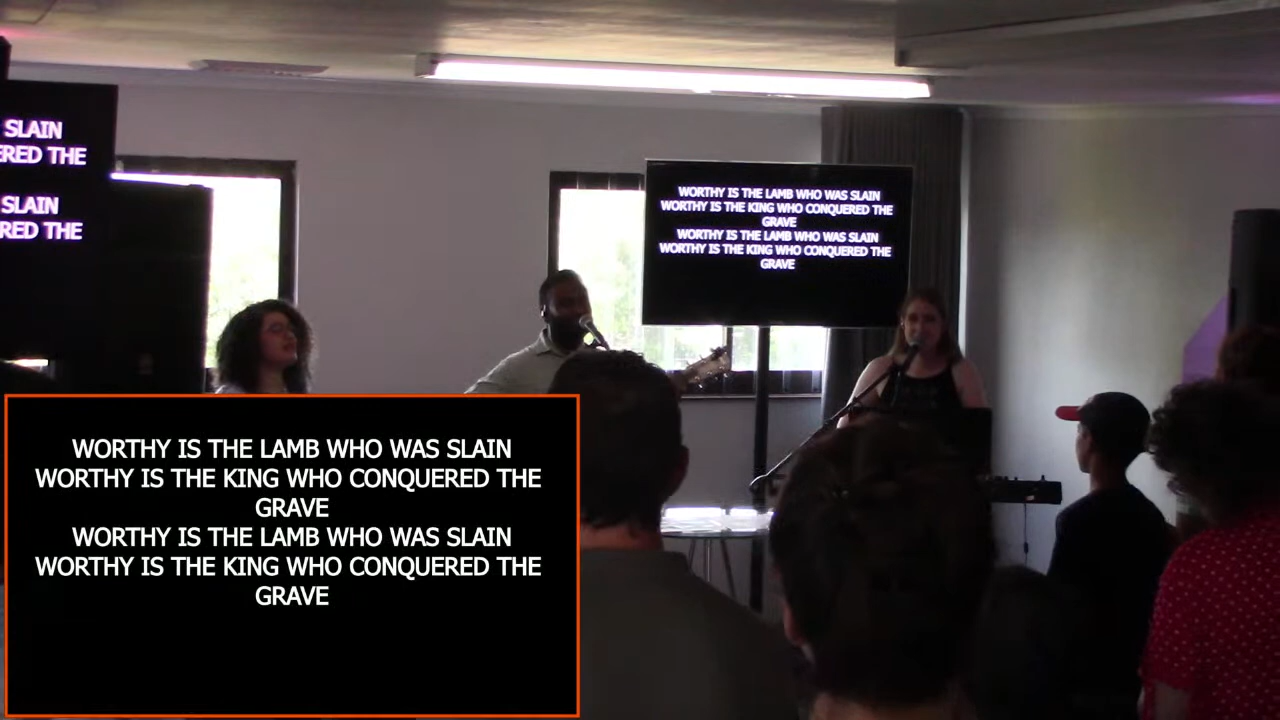 SLAIN
ERED THE
SLAIN
RED THE
WORTHY IS THE LAMB WHO WAS SLAIN
WORTHY IS THE KING WHO CONQUERED THE
GRAVE
WORTHY IS THE LAMB WHO WAS SLAIN
WORTHY IS THE KING WHO CONQUERED THE
GRAVE
WORTHY IS THE LAMB WHO WAS SLAIN
WORTHY IS THE KING WHO CONQUERED THE
GRAVE
WORTHY IS THE LAMB WHO WAS SLAIN
WORTHY IS THE KING WHO CONQUERED THE
GRAVE